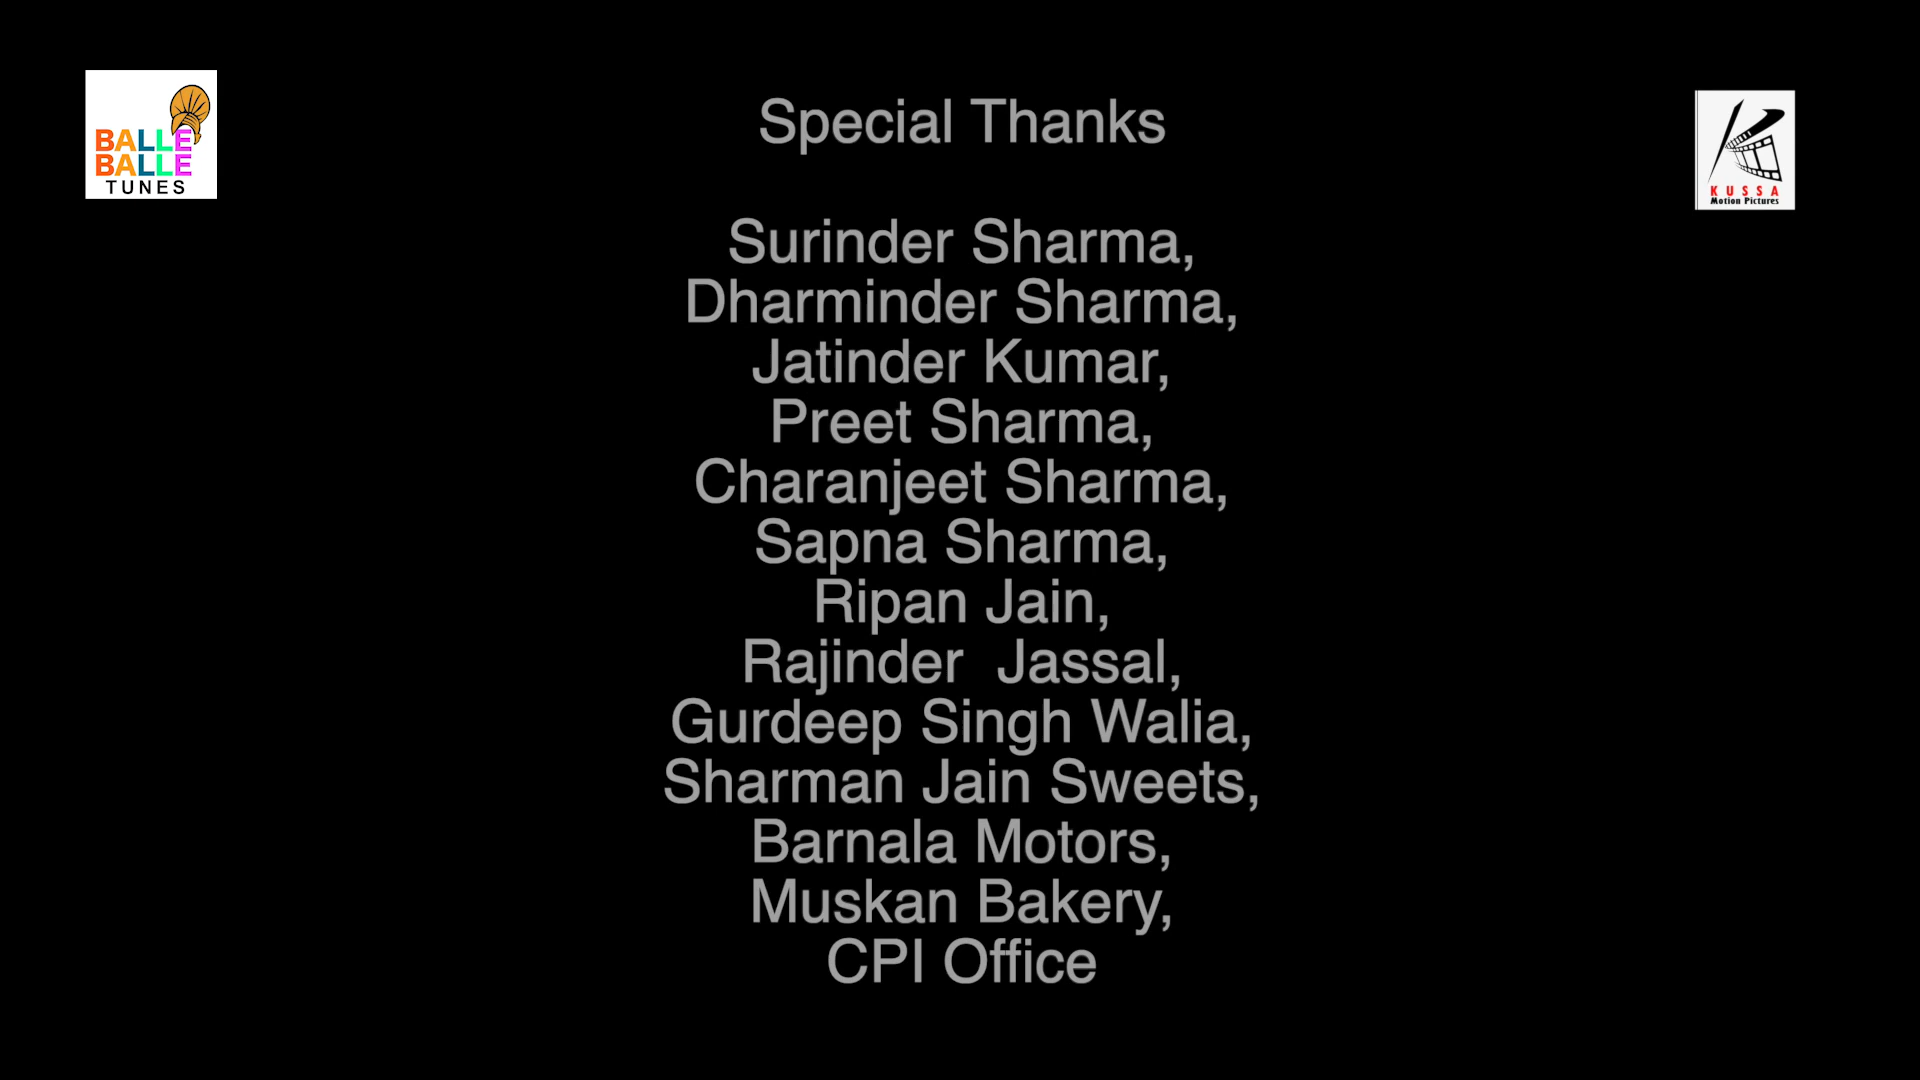 BALLE
BALLE
TUNES
Special Thanks
KUSSA
Motion Pictures
Surinder Sharma,
Dharminder Sharma,
Jatinder Kumar,
Preet Sharma,
Charanjeet Sharma,
Sapna Sharma,
Ripan Jain,
Rajinder  Jassal,
Gurdeep Singh Walia,
Sharman Jain Sweets,
Barnala Motors,
Muskan Bakery,
CPI Office